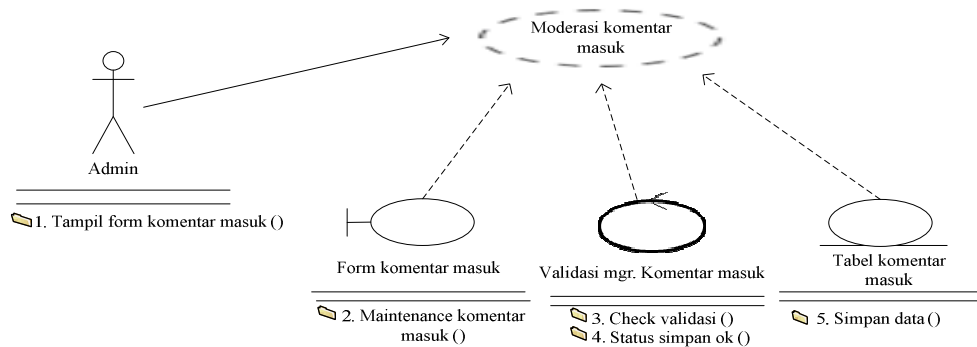 Moderasi komentar
masuk
Admin
1. Tampil form komentar masuk ()
Form komentar masuk
2. Maintenance komentar
masuk ()
Validasi mgr. Komentar masuk
3. Check validasi ()
4. Status simpan ok ()
Tabel komentar
masuk
5. Simpan data ()